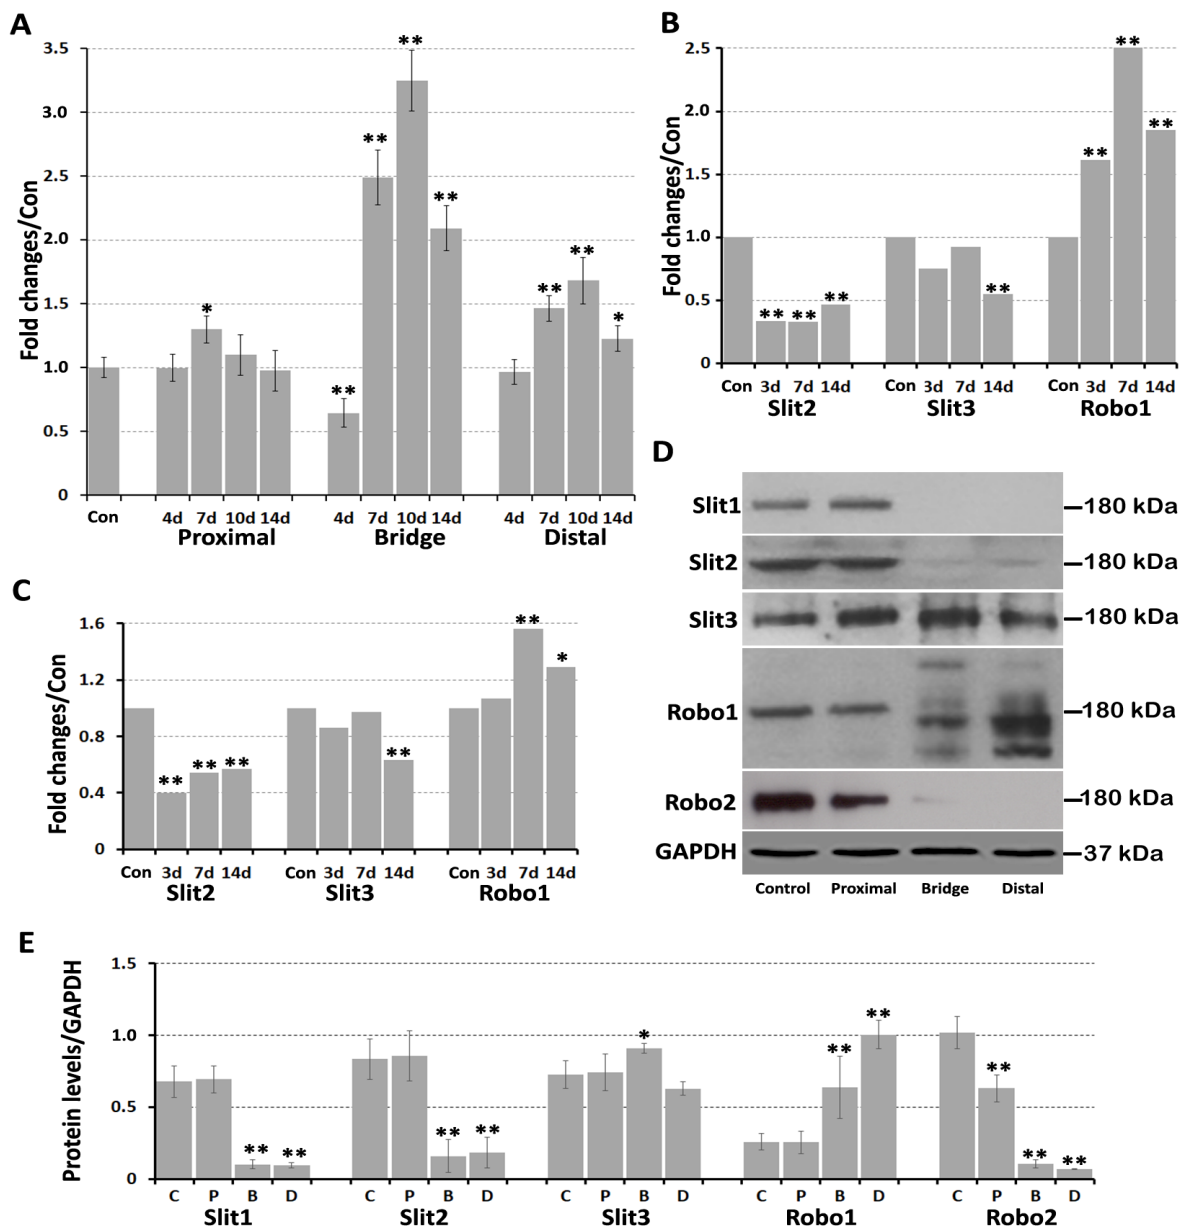 A
Fold changes/Con
3.5
3.0
2.5
2.0
1.5
1.0
0.5
0
** 
** ** ** ** ** ** * *
Con 4d 7d 10d 14d 4d 7d 10d 14d 4d 7d 10d 14d
Proximal Bridge Distal
B
Fold changes/Con
2.5
2.0
1.5
1.0
0.5
0
** ** ** ** ** ** **
Con 3d 7d 14d Con 3d 7d 14d Con 3d 7d 14d
Slit2 Slit3 Robo1
C
Fold changes/Con
1.6
1.2
0.8
0.4
0
** ** ** ** ** *
Con 3d 7d 14d Con 3d 7d 14d Con 3d 7d 14d
Slit2 Slit3 Robo1
D
Slit1 180 kDa
Slit2 180 kDa
Slit3 180 kDa
Robo1 180 kDa
Robo2 180 kDa
GAPDH 37 kDa
Control Proximal Bridge Distal
E
Protein levels/GAPDH
1.5
1.0
0.5
0
** ** ** ** * ** ** ** ** **
C P B D C P B D C P B D C P B D C P B D
Slit1 Slit2 Slit3 Robo1 Robo2